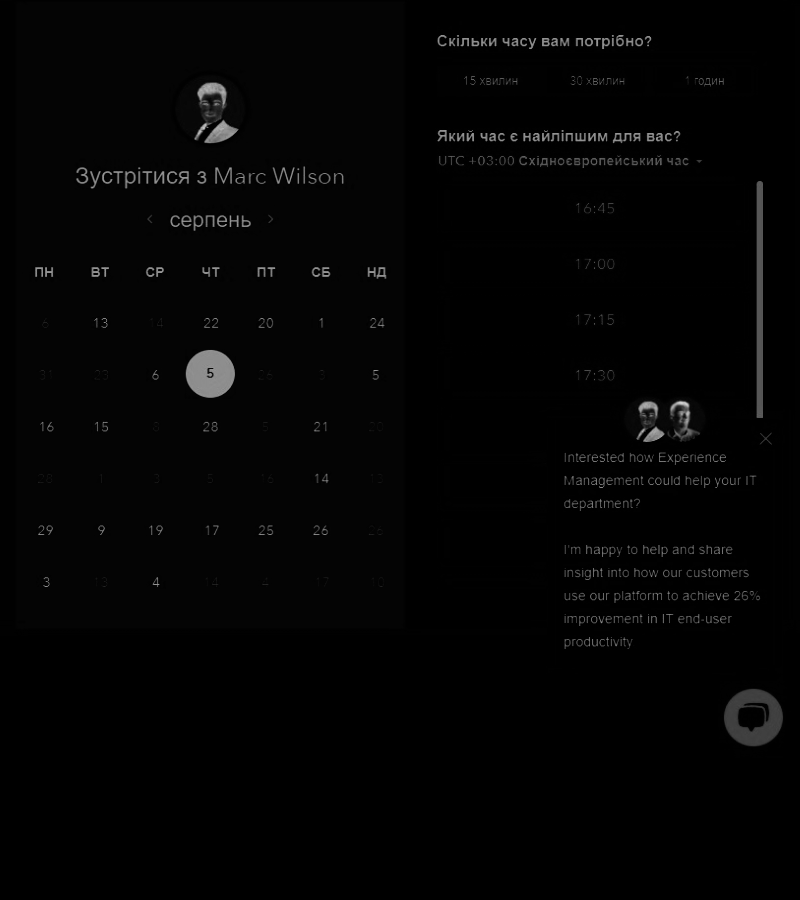 Зустрітися з Marc Wilson
серпень
ПН ВТ СР ЧТ ПТ СБ НД
6 13 14 22 20 1 24
31 23 6 5 26 3 5
16 15 8 28 5 21
28 1 3 5 16 14
29 9 19 17 25 26 26
3 13 4 14 4 17 10
Скільки часу вам потрібно?
15 хвилин 30 хвилин 1 годин
Який час є найліпшим для вас?
UTC +03:00 Східноєвропейський час
16:45
17:00
17:15
17:30
Interested how Experience
Management could help your IT
department?
I'm happy to help and share
insight into how our customers
use our platform to achieve 26%
improvement in IT end-user
productivity